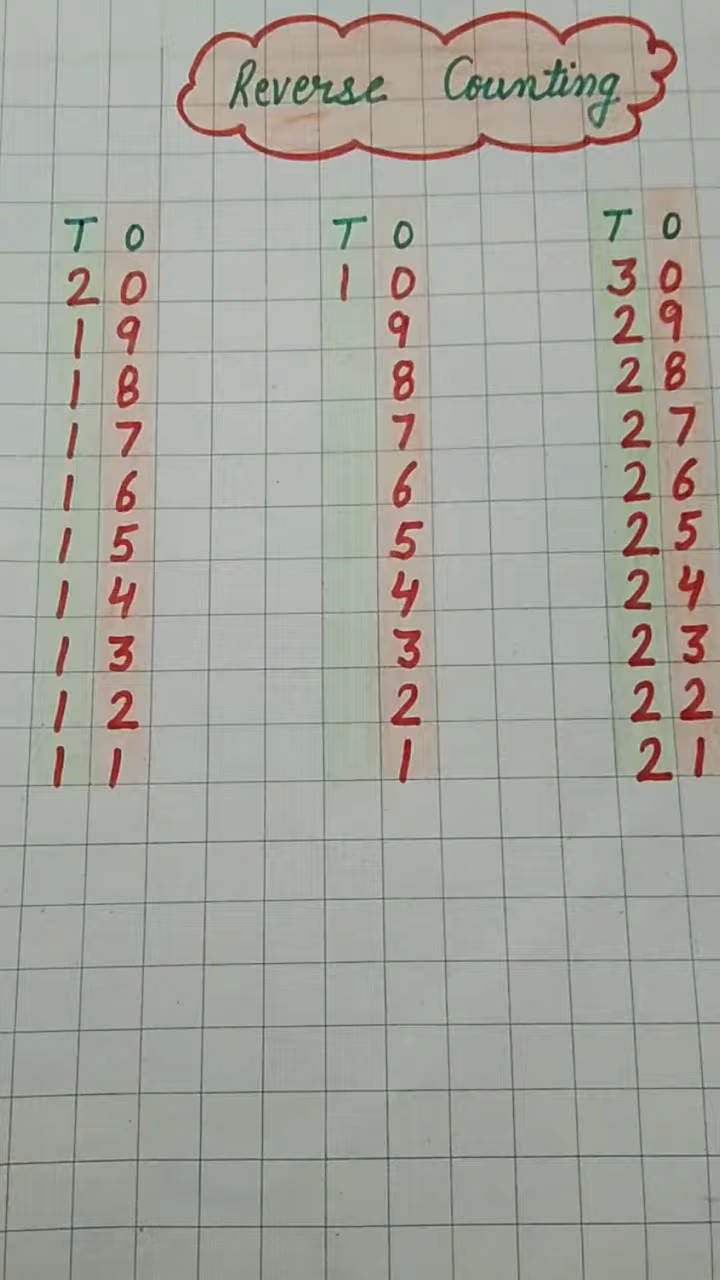 Reverse Counting
T O T O T O
2 0 1 0 3 0
1 9 9 2 9
1 8 8 2 8
1 7 7 2 7
1 6 6 2 6
1 5 5 2 5
1 4 4 2 4
1 3 3 2 3
1 2 2 2 2
1 1 1 2 1